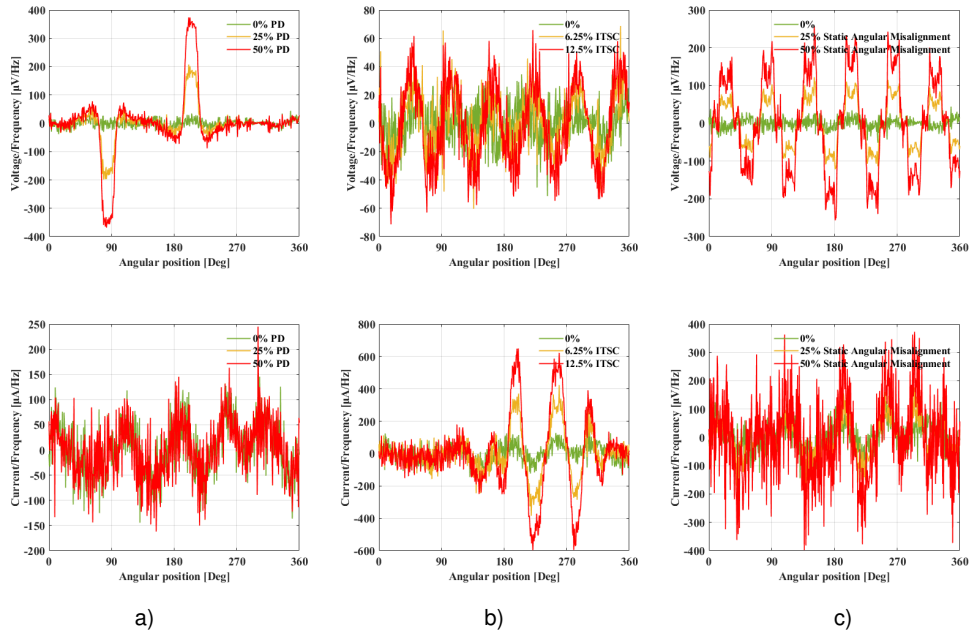 400
300
200
100
0
-100
-200
-300
-400
0
90
180
270
360
Voltage/Frequency [µV/Hz]
Angular position [Deg]
0% PD
25% PD
50% PD
80
60
40
20
0
-20
-40
-60
80
0
90
180
270
360
Voltage/Frequency [µV/Hz]
Angular position [Deg]
0%
6.25% ITSC
12.5% ITSC
300
200
100
0
-100
-200
-300
0
90
180
270
360
Voltage/Frequency [µV/Hz]
Angular position [Deg]
0%
25% Static Angular Misalignment
50% Static Angular Misalignment
250
200
150
100
50
0
-50
-100
-150
-200
0
90
180
270
360
Current/Frequency [µA/Hz]
Angular position [Deg]
0% PD
25% PD
50% PD
800
600
400
200
0
-200
-400
-600
0
90
180
270
360
Current/Frequency [µA/Hz]
Angular position [Deg]
0%
6.25% ITSC
12.5% ITSC
400
300
200
100
0
-100
-200
-300
-400
0
90
180
270
360
Current/Frequency [µV/Hz]
Angular position [Deg]
0%
25% Static Angular Misalignment
50% Static Angular Misalignment
a)
b)
c)